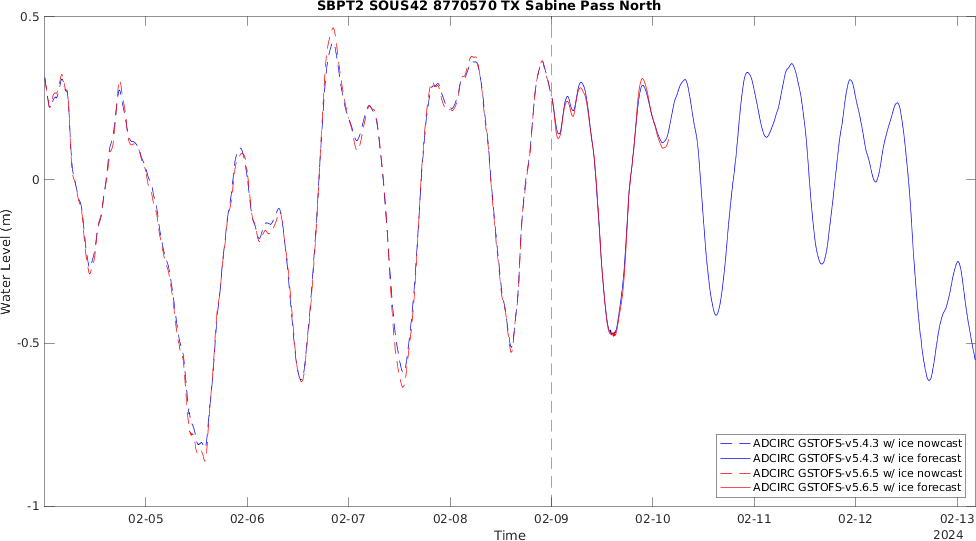 SBPT2 SOUS42 8770570 TX Sabine Pass North
0.5
0
-0.5
-1
Water Level (m)
02-05
02-06
02-07
02-08
02-09
02-10
02-11
02-12
02-13
2024
Time
ADCIRC GSTOFS-v5.4.3 w/ ice nowcast
ADCIRC GSTOFS-v5.4.3 w/ ice forecast
ADCIRC GSTOFS-v5.6.5 w/ ice nowcast
ADCIRC GSTOFS-v5.6.5 w/ ice forecast